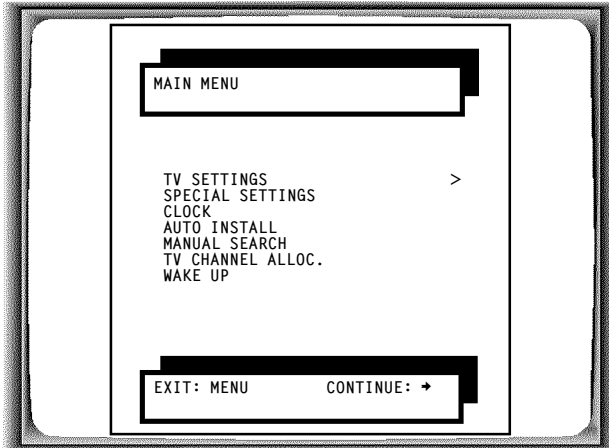 MAIN MENU
TV SETTINGS >
SPECIAL SETTINGS
CLOCK
AUTO INSTALL
MANUAL SEARCH
TV CHANNEL ALLOC.
WAKE UP
EXIT: MENU CONTINUE: ➜